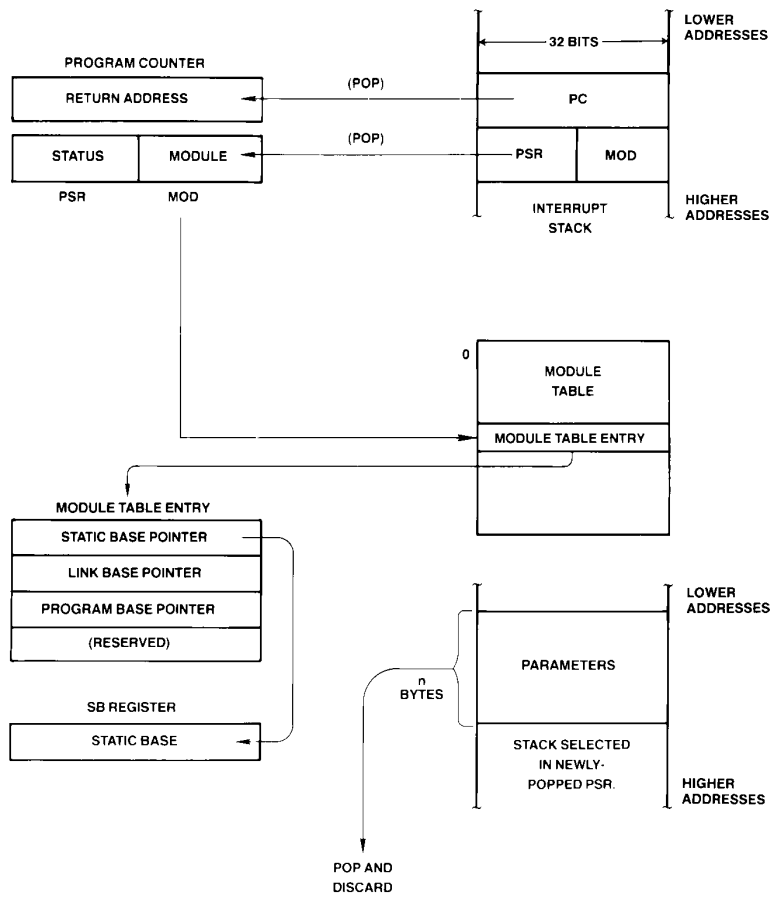 LOWER
ADDRESSES
32 BITS
PROGRAM COUNTER
RETURN ADDRESS
(POP)
PC
STATUS
MODULE
(POP)
PSR
MOD
PSR
MOD
INTERRUPT
STACK
HIGHER
ADDRESSES
0
MODULE
TABLE
MODULE TABLE ENTRY
MODULE TABLE ENTRY
STATIC BASE POINTER
LINK BASE POINTER
PROGRAM BASE POINTER
(RESERVED)
LOWER
ADDRESSES
PARAMETERS
n
BYTES
SB REGISTER
STATIC BASE
STACK SELECTED
IN NEWLY-
POPPED PSR.
HIGHER
ADDRESSES
POP AND
DISCARD